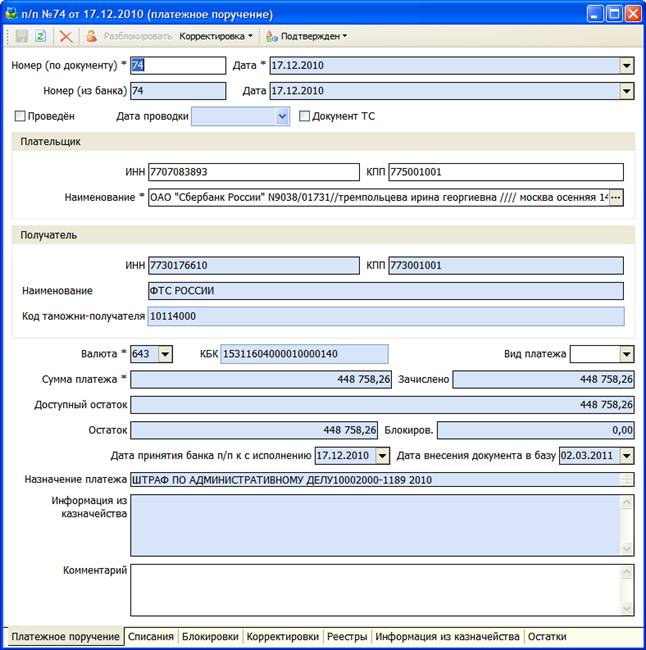 п/п №74 от 17.12.2010 (платежное поручение)
Разблокировать Корректировка Подтвержден
Номер (по документу) * 74 Дата * 17.12.2010
Номер (из банка) 74 Дата 17.12.2010
Проведён Дата проводки Документ ТС
Плательщик
ИНН 7707083893 КПП 775001001
Наименование * ОАО "Сбербанк России" N9038/01731//тремпольцева ирина георгиевна //// москва осенняя 14 ...
Получатель
ИНН 7730176610 КПП 773001001
Наименование ФТС РОССИИ
Код таможни-получателя 10114000
Валюта * 643 КБК 15311604000010000140 Вид платежа
Сумма платежа * 448 758,26 Зачислено 448 758,26
Доступный остаток 448 758,26
Остаток 448 758,26 Блокиров. 0,00
Дата принятия банка п/п к с исполнению 17.12.2010 Дата внесения документа в базу 02.03.2011
Назначение платежа ШТРАФ ПО АДМИНИСТРАТИВНОМУ ДЕЛУ10002000-1189 2010
Информация из
казначейства
Комментарий
Платежное поручение Списания Блокировки Корректировки Реестры Информация из казначейства Остатки